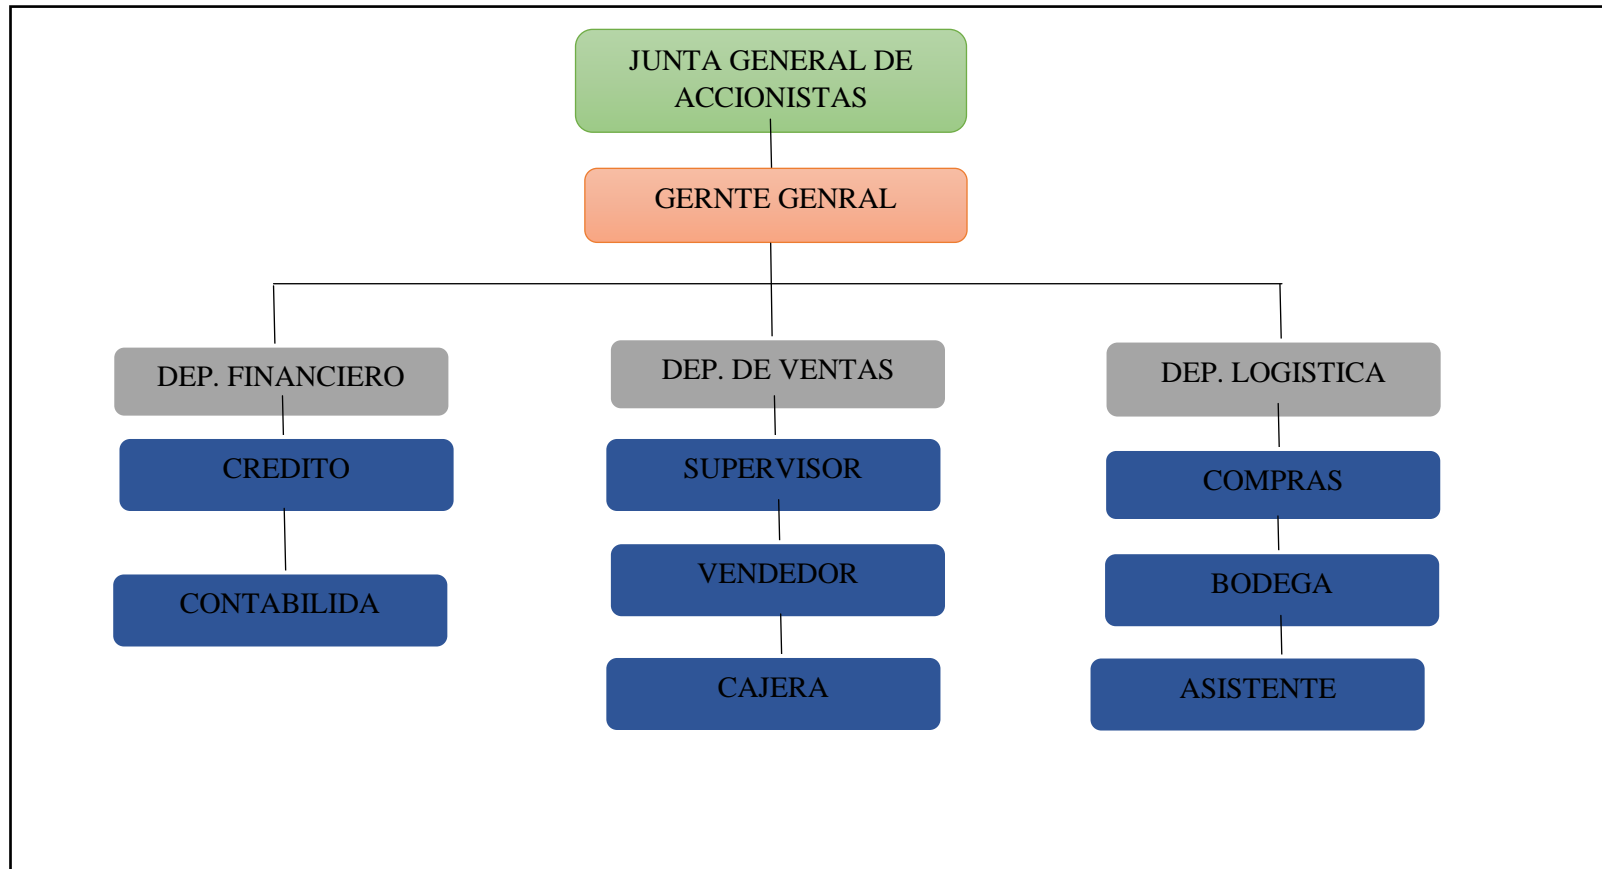 JUNTA GENERAL DE
ACCIONISTAS
GERNTE GENRAL
DEP. FINANCIERO
CREDITO
CONTABILIDA
DEP. DE VENTAS
SUPERVISOR
VENDEDOR
CAJERA
DEP. LOGISTICA
COMPRAS
BODEGA
ASISTENTE